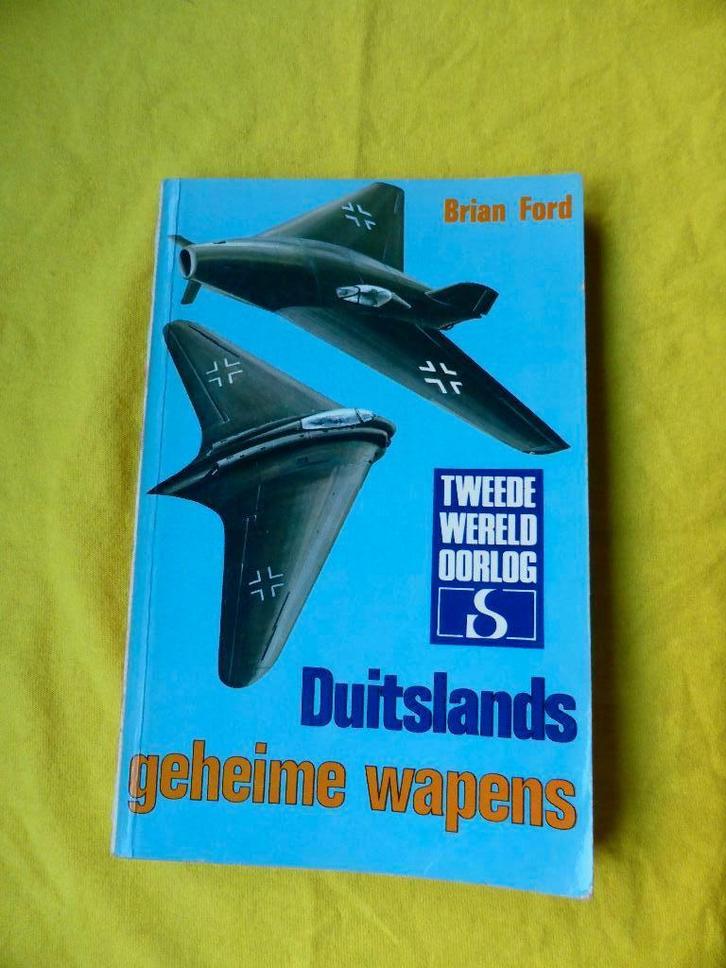 Brian Ford
TWEEDE
WERELD
OORLOG
S
Duitslands
geheime wapens